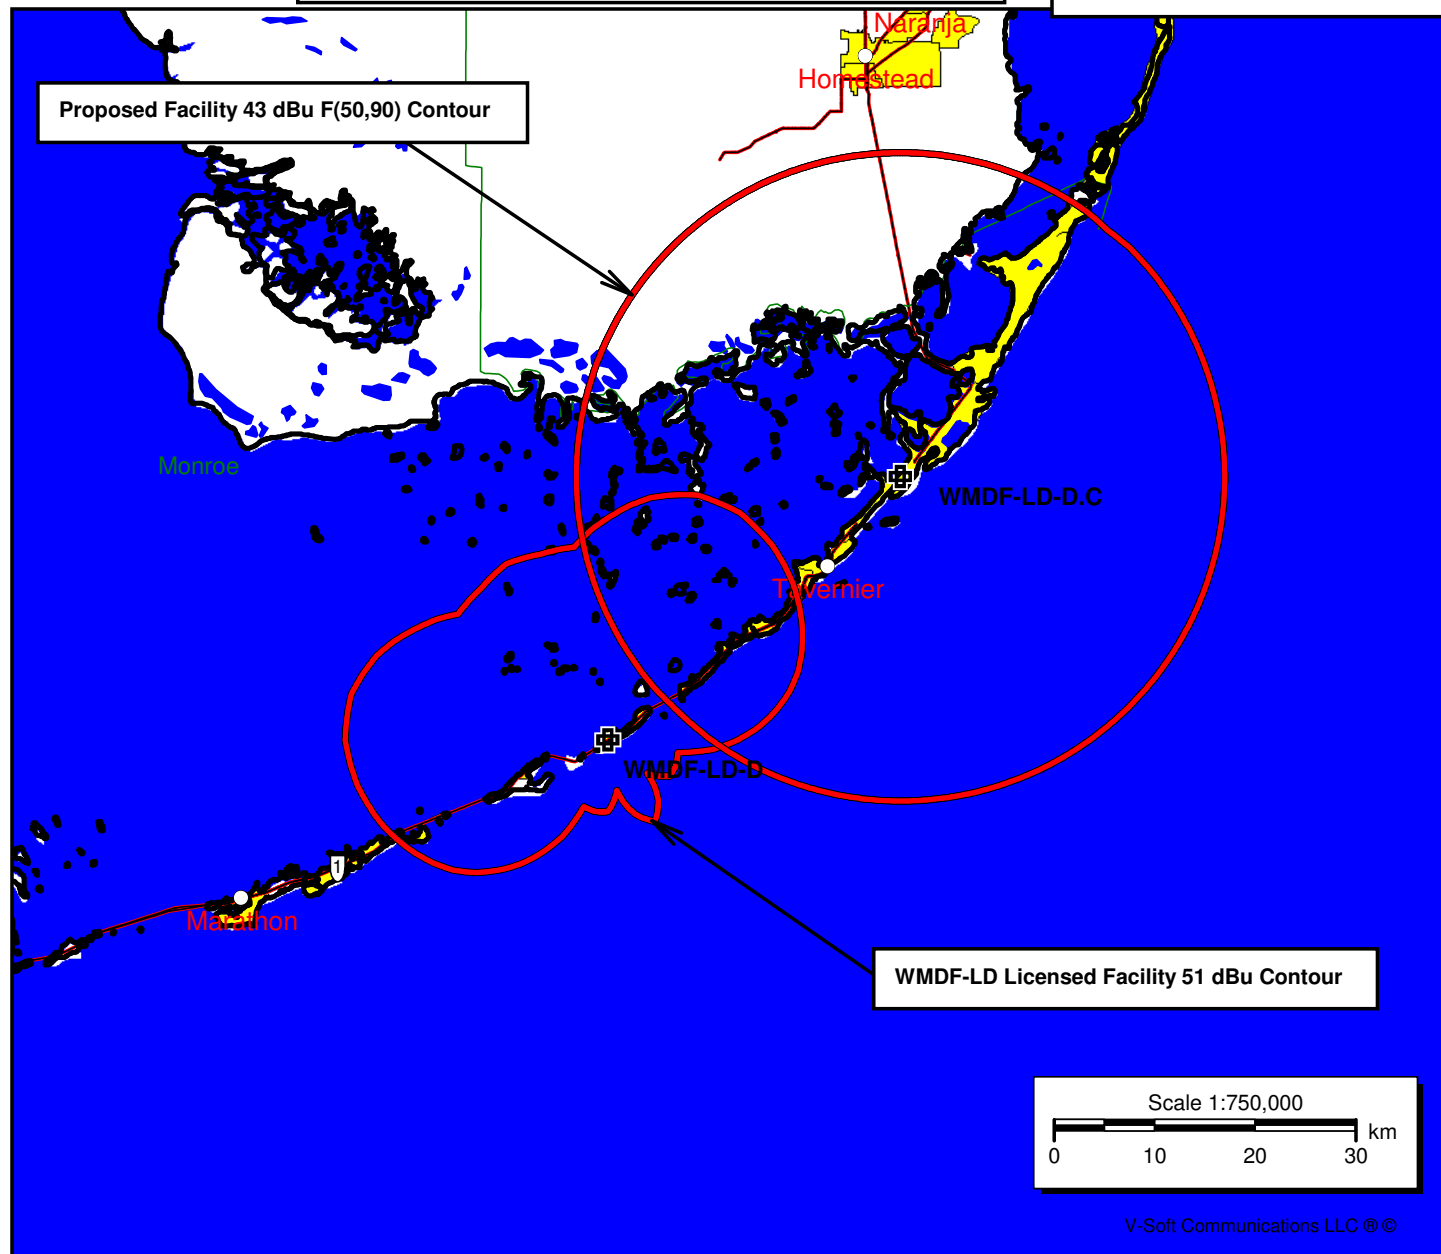 Naranja
Homestead
Proposed Facility 43 dBu F(50,90) Contour
Monroe
WMDF-LD-D.C
Tavernier
WMDF-LD-D
1
Marathon
WMDF-LD Licensed Facility 51 dBu Contour
Scale 1:750,000
km
0 10 20 30
V-Soft Communications LLC ® ©